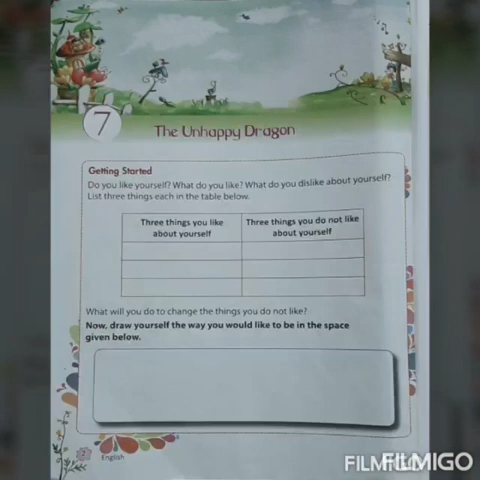 7
The Unhappy Dragon
Getting Started
Do you like yourself? What do you like? What do you dislike about yourself?
List three things each in the table below.
Three things you like
about yourself
Three things you do not like
about yourself
What will you do to change the things you do not like?
Now, draw yourself the way you would like to be in the space
given below.
English
FILMIGO